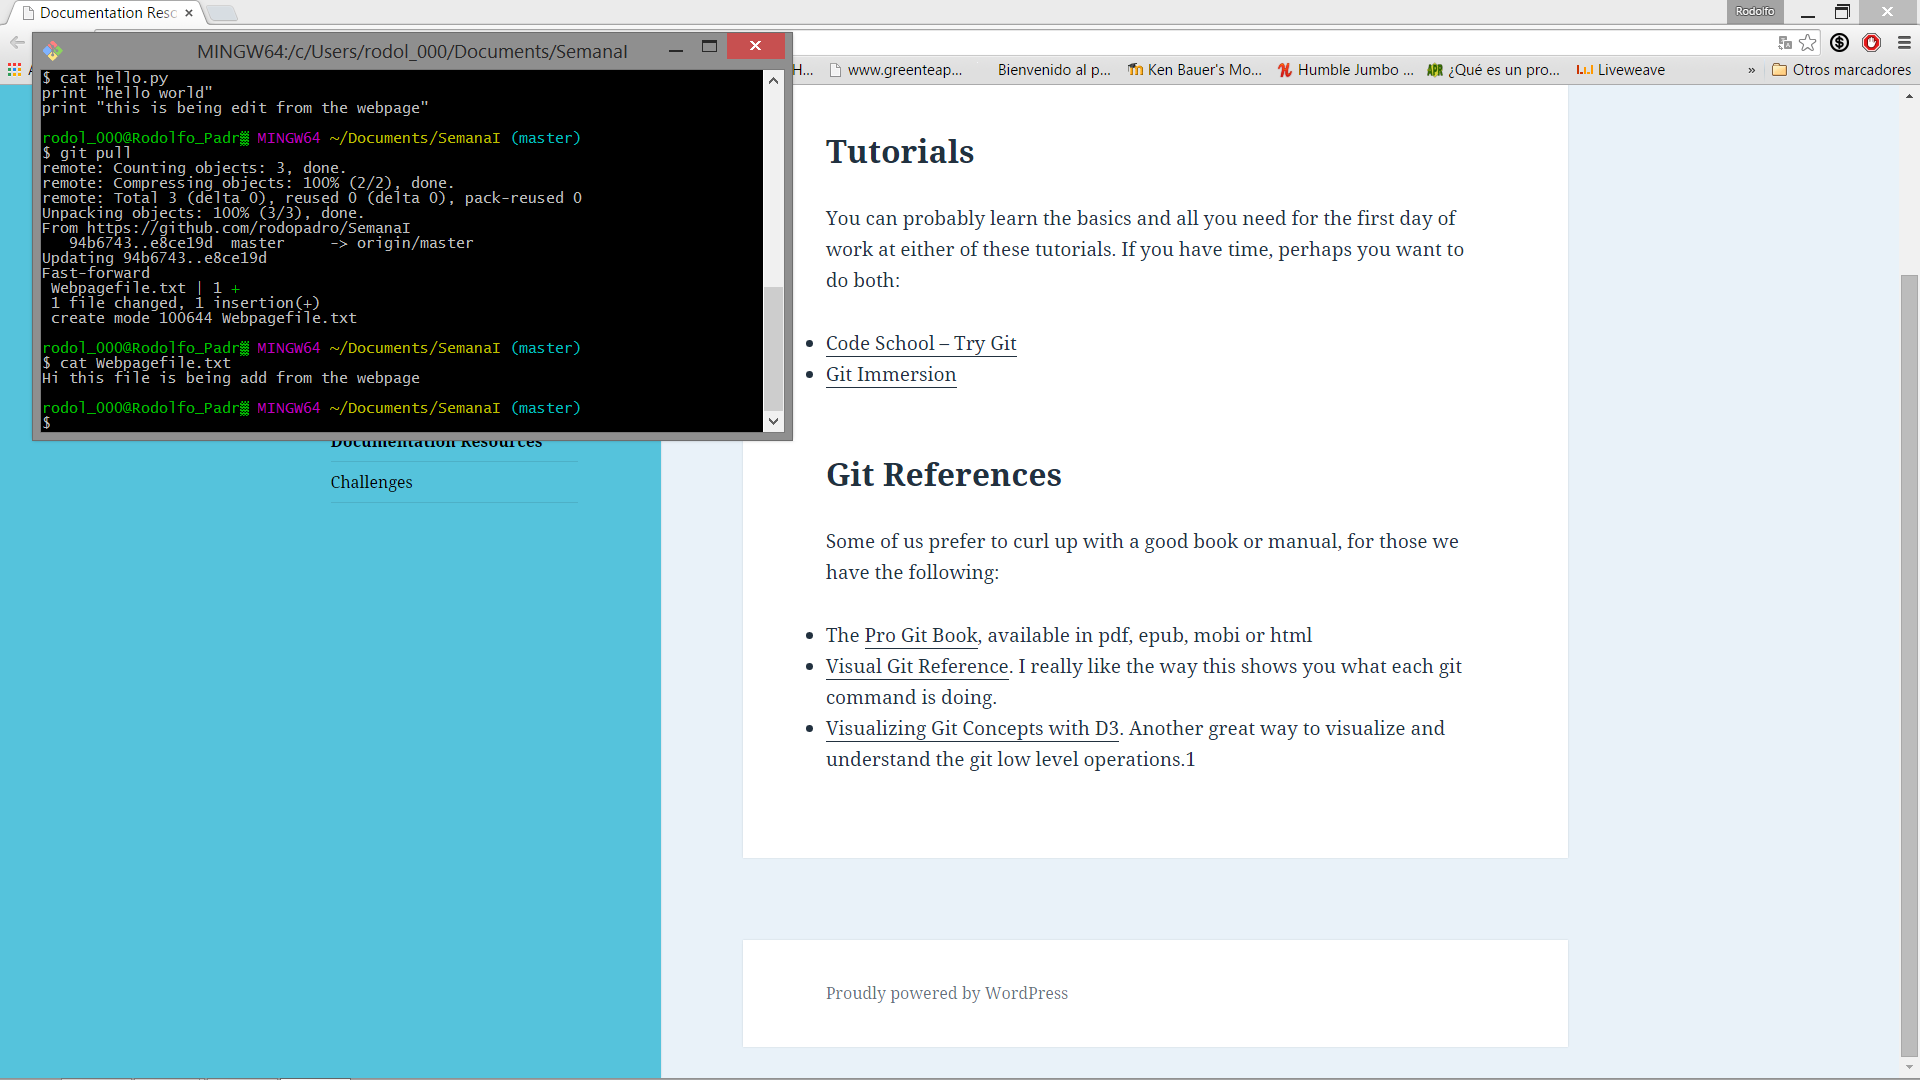 Documentation Resc
Rodolfo
MINGW64:/c/Users/rodol_000/Documents/SemanaI
H...
www.greenteap...
Bienvenido al p...
Ken Bauer's Mo...
Humble Jumbo ...
¿Qué es un pro...
Liveweave
»
Otros marcadores
$ cat hello.py
print "hello world"
print "this is being edit from the webpage"
rodol_000@Rodolfo_Padr▒ MINGW64 ~/Documents/SemanaI (master)
$ git pull
remote: Counting objects: 3, done.
remote: Compressing objects: 100% (2/2), done.
remote: Total 3 (delta 0), reused 0 (delta 0), pack-reused 0
Unpacking objects: 100% (3/3), done.
From https://github.com/rodopadro/SemanaI
94b6743..e8ce19d master -> origin/master
Updating 94b6743..e8ce19d
Fast-forward
Webpagefile.txt | 1 +
1 file changed, 1 insertion(+)
create mode 100644 Webpagefile.txt
rodol_000@Rodolfo_Padr▒ MINGW64 ~/Documents/SemanaI (master)
$ cat Webpagefile.txt
Hi this file is being add from the webpage
rodol_000@Rodolfo_Padr▒ MINGW64 ~/Documents/SemanaI (master)
$
Documentation Resources
Challenges
Tutorials
You can probably learn the basics and all you need for the first day of
work at either of these tutorials. If you have time, perhaps you want to
do both:
• Code School – Try Git
• Git Immersion
Git References
Some of us prefer to curl up with a good book or manual, for those we
have the following:
• The Pro Git Book, available in pdf, epub, mobi or html
• Visual Git Reference. I really like the way this shows you what each git
command is doing.
• Visualizing Git Concepts with D3. Another great way to visualize and
understand the git low level operations.1
Proudly powered by WordPress